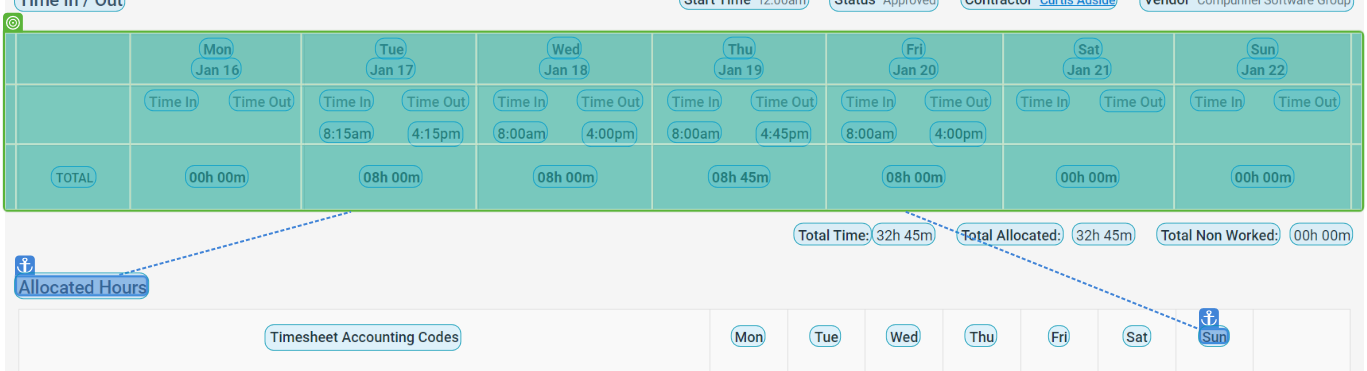 Time In / Out Start Time 12:00am Status Approved Contractor Curtis Adside Vendor Compunnel Software Group
Mon Tue Wed Thu Fri Sat Sun
Jan 16 Jan 17 Jan 18 Jan 19 Jan 20 Jan 21 Jan 22
Time In Time Out Time In Time Out Time In Time Out Time In Time Out Time In Time Out Time In Time Out Time In Time Out
8:15am 4:15pm 8:00am 4:00pm 8:00am 4:45pm 8:00am 4:00pm
TOTAL 00h 00m 08h 00m 08h 00m 08h 45m 08h 00m 00h 00m 00h 00m
Total Time: 32h 45m Total Allocated: 32h 45m Total Non Worked: 00h 00m
Allocated Hours
Timesheet Accounting Codes Mon Tue Wed Thu Fri Sat Sun